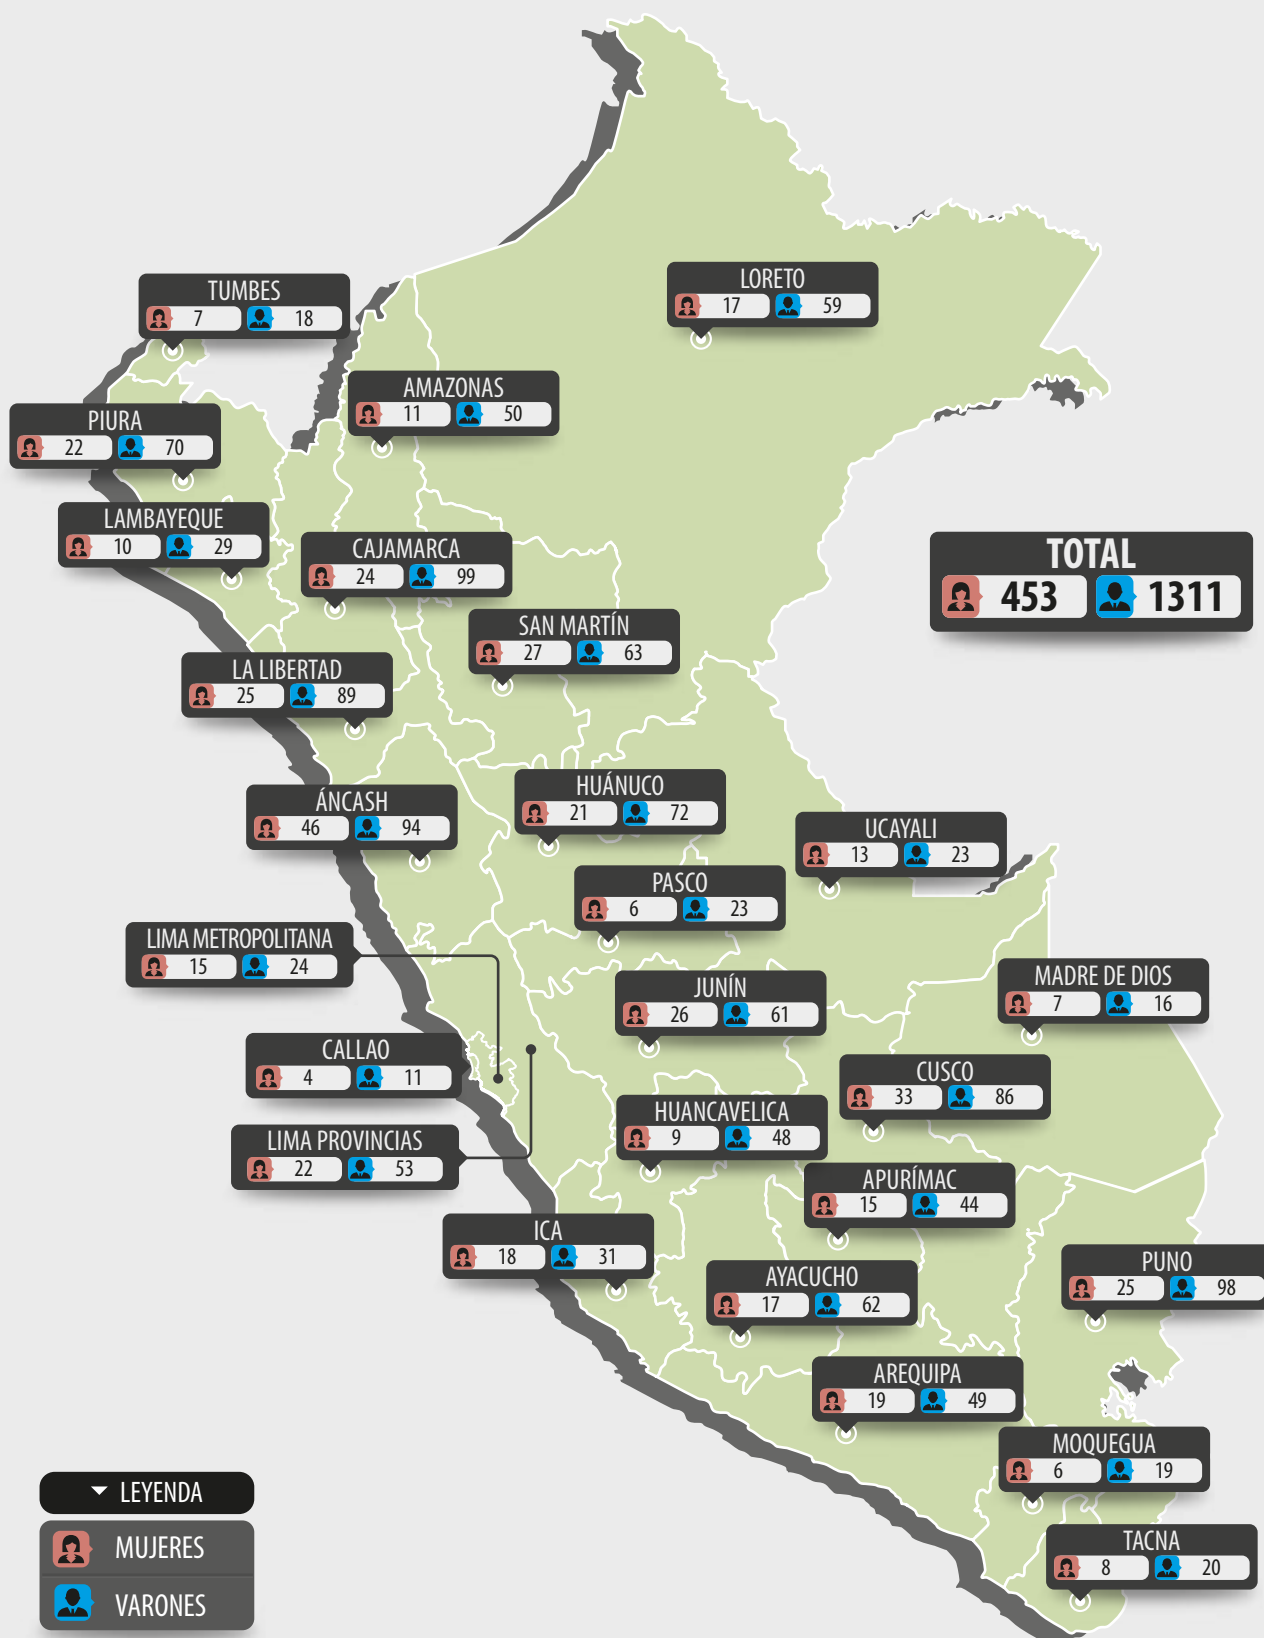 TUMBES
7 18
LORETO
17 59
AMAZONAS
11 50
PIURA
22 70
LAMBAYEQUE
10 29
CAJAMARCA
24 99
TOTAL
453 1311
SAN MARTÍN
27 63
LA LIBERTAD
25 89
HUÁNUCO
21 72
ÁNCASH
46 94
UCAYALI
13 23
PASCO
6 23
LIMA METROPOLITANA
15 24
MADRE DE DIOS
7 16
JUNÍN
26 61
CALLAO
4 11
CUSCO
33 86
HUANCAVELICA
9 48
LIMA PROVINCIAS
22 53
APURÍMAC
15 44
ICA
18 31
PUNO
25 98
AYACUCHO
17 62
AREQUIPA
19 49
MOQUEGUA
6 19
TACNA
8 20
LEYENDA
MUJERES
VARONES